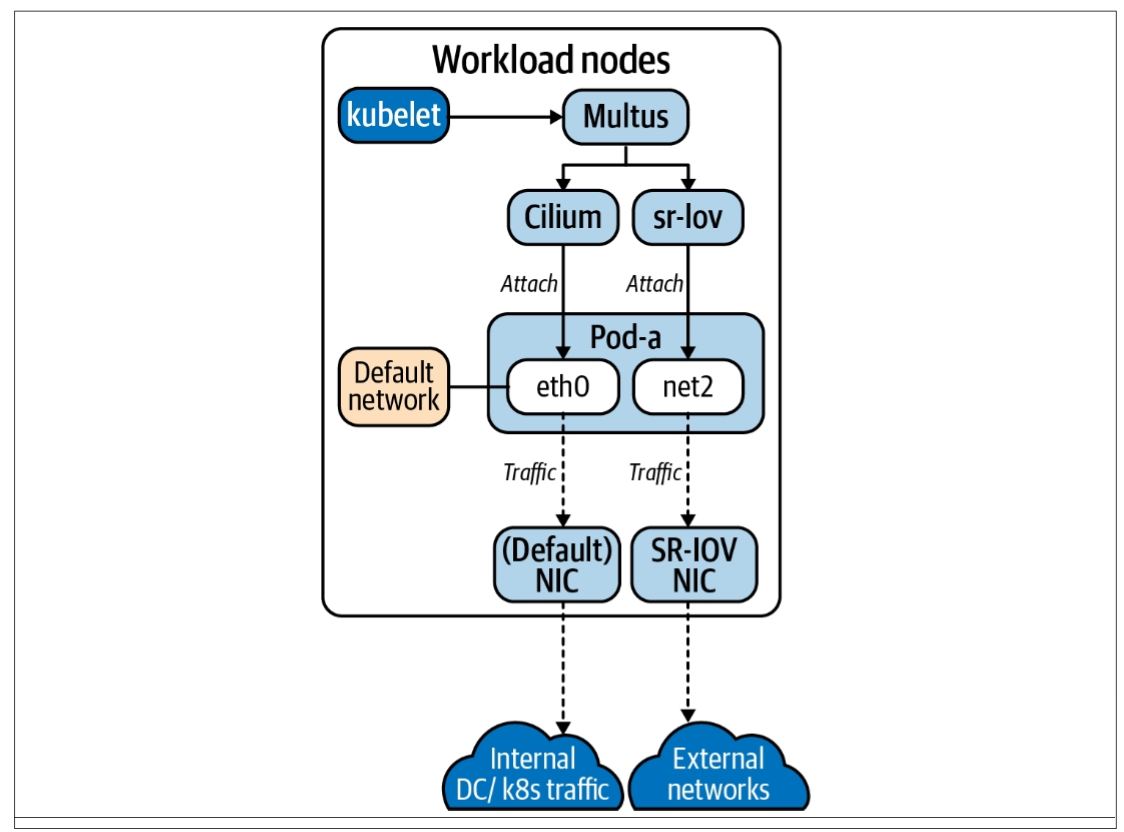 Workload nodes
kubelet
Multus
Cilium
sr-Iov
Attach
Attach
Pod-a
Default
network
eth0
net2
Traffic
Traffic
(Default)
NIC
SR-IOV
NIC
Internal
DC/ k8s traffic
External
networks